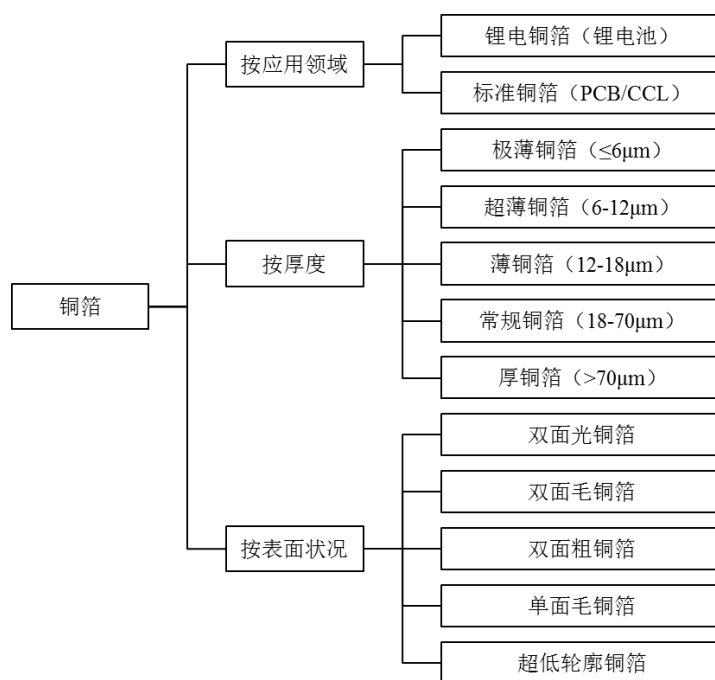 铜箔
按应用领域
锂电铜箔（锂电池）
标准铜箔（PCB/CCL）
按厚度
极薄铜箔（≤6μm）
超薄铜箔（6-12μm）
薄铜箔（12-18μm）
常规铜箔（18-70μm）
厚铜箔（>70μm）
按表面状况
双面光铜箔
双面毛铜箔
双面粗铜箔
单面毛铜箔
超低轮廓铜箔